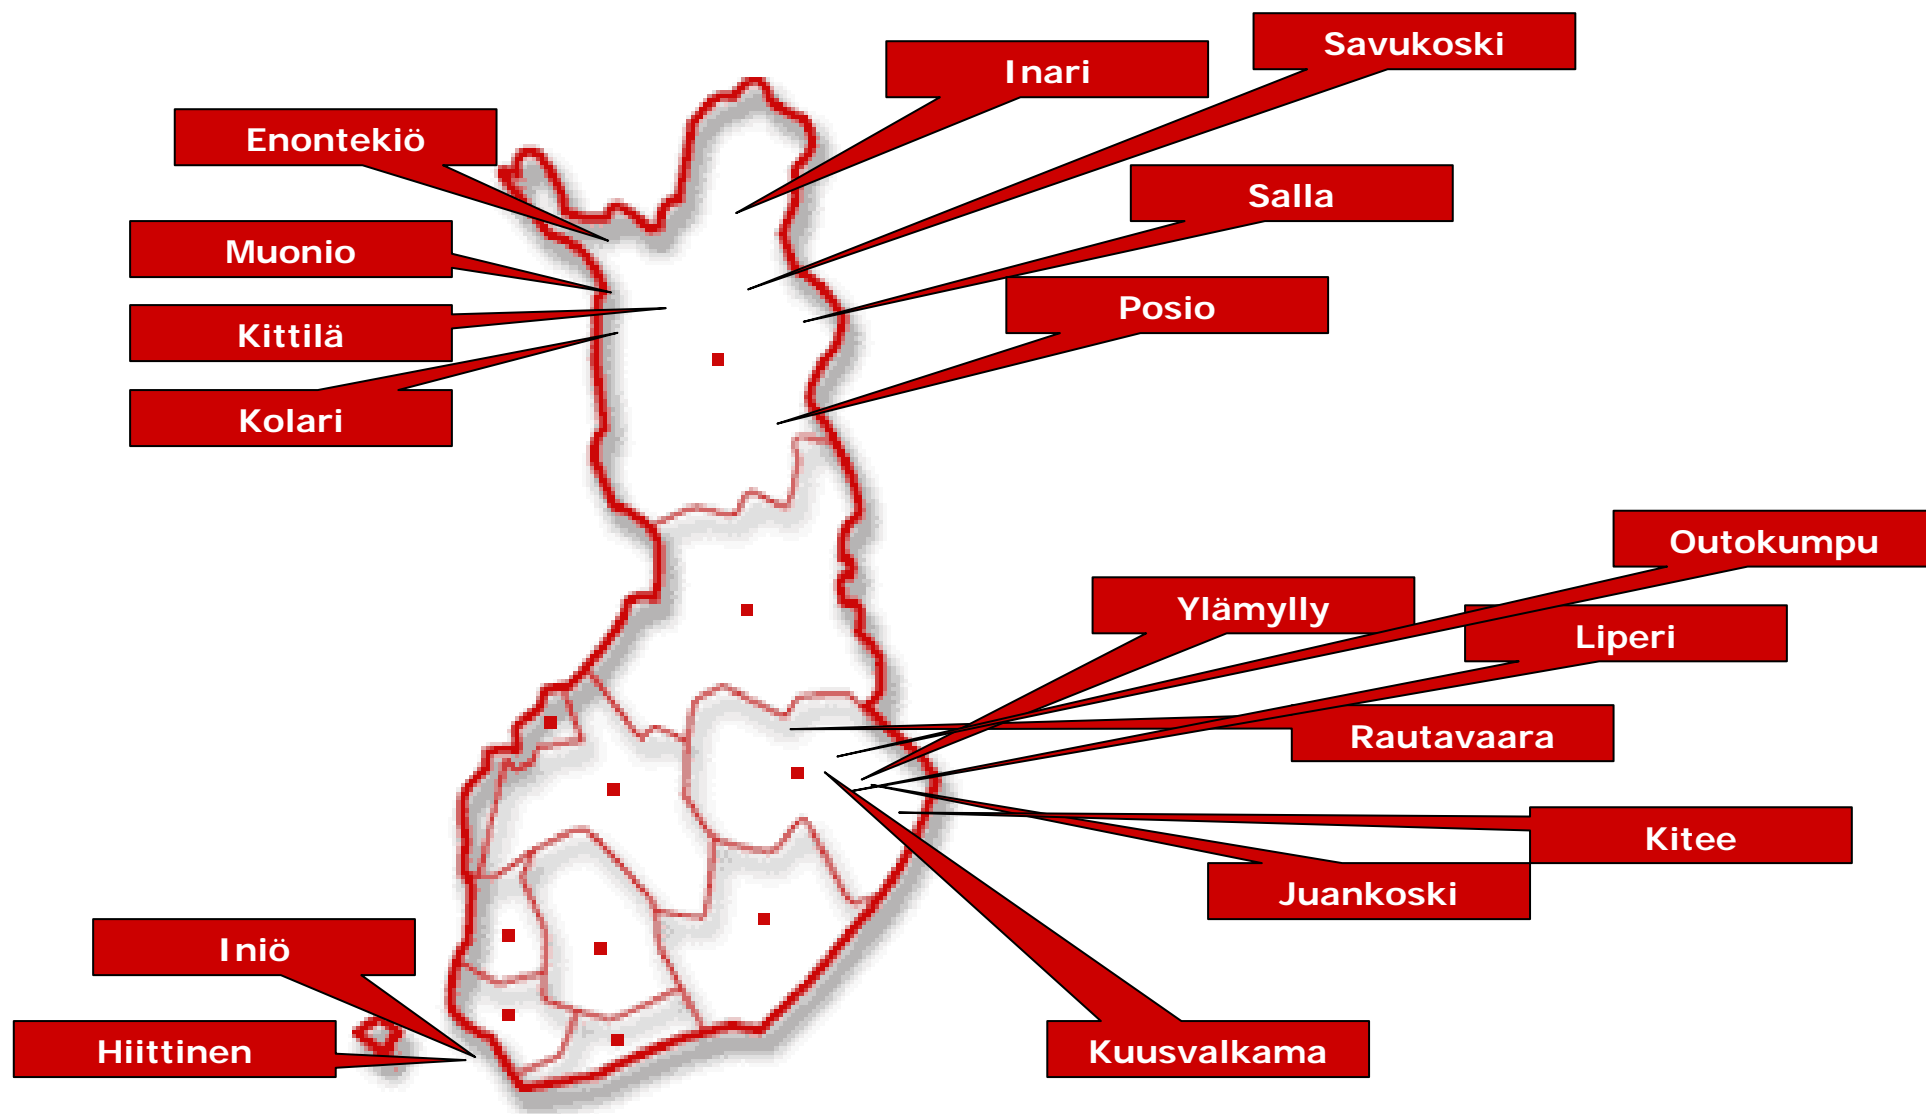 Savukoski
Inari
Enontekiö
Salla
Muonio
Posio
Kittilä
Kolari
Outokumpu
Ylämylly
Liperi
Rautavaara
Kitee
Juankoski
Iniö
Hiittinen
Kuusvalkama